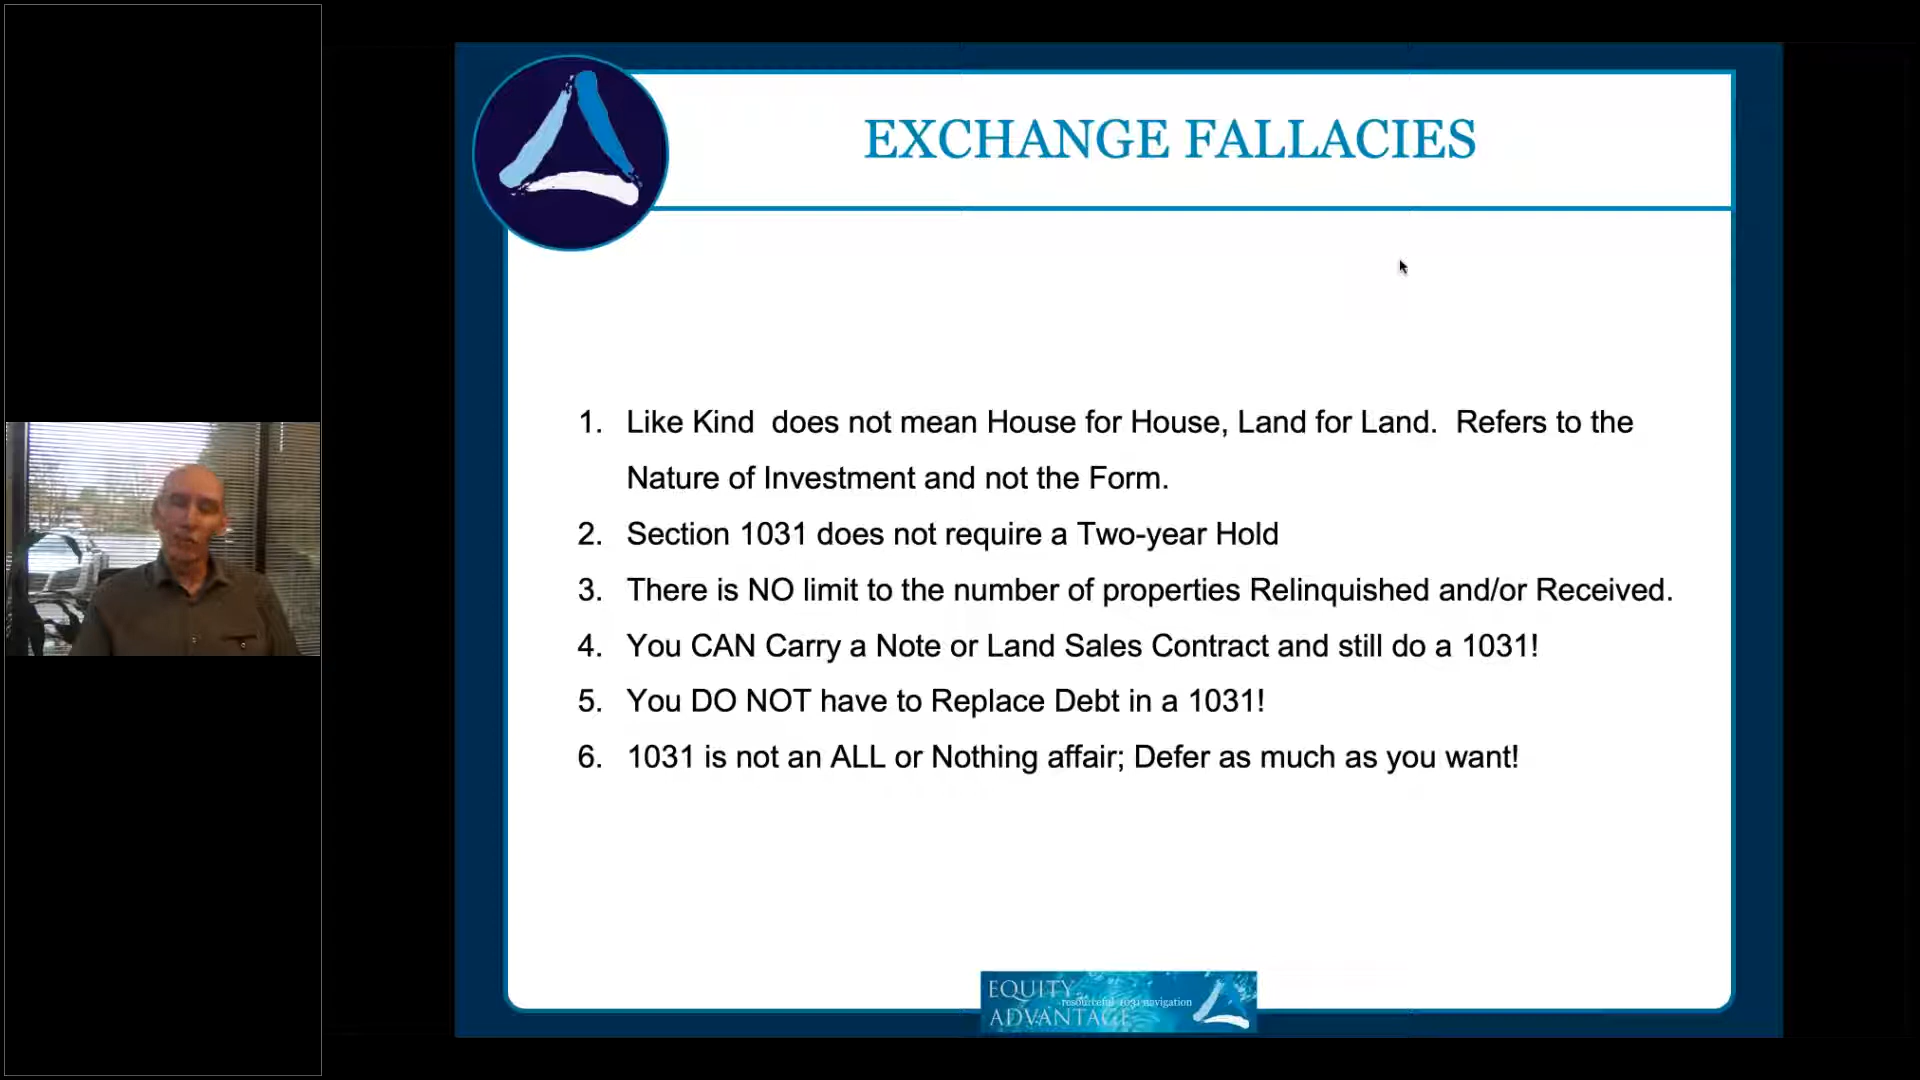 EXCHANGE FALLACIES
1. Like Kind does not mean House for House, Land for Land. Refers to the
Nature of Investment and not the Form.
2. Section 1031 does not require a Two-year Hold
3. There is NO limit to the number of properties Relinquished and/or Received.
4. You CAN Carry a Note or Land Sales Contract and still do a 1031!
5. You DO NOT have to Replace Debt in a 1031!
6. 1031 is not an ALL or Nothing affair; Defer as much as you want!
EQUITY
resourceful 1031 navigation
ADVANTAGE